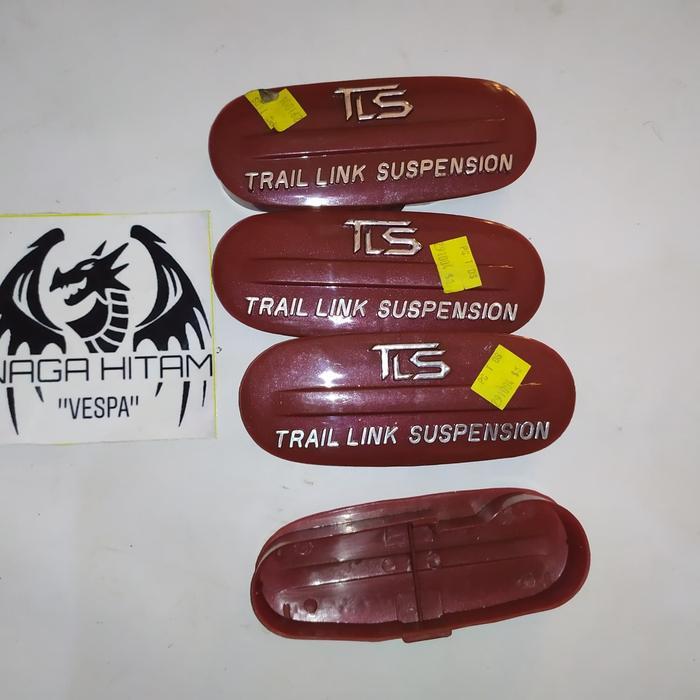 TLS
TRAIL LINK SUSPENSION
TLS
TRAIL LINK SUSPENSION
TLS
TRAIL LINK SUSPENSION
NAGA HITAM
"VESPA"